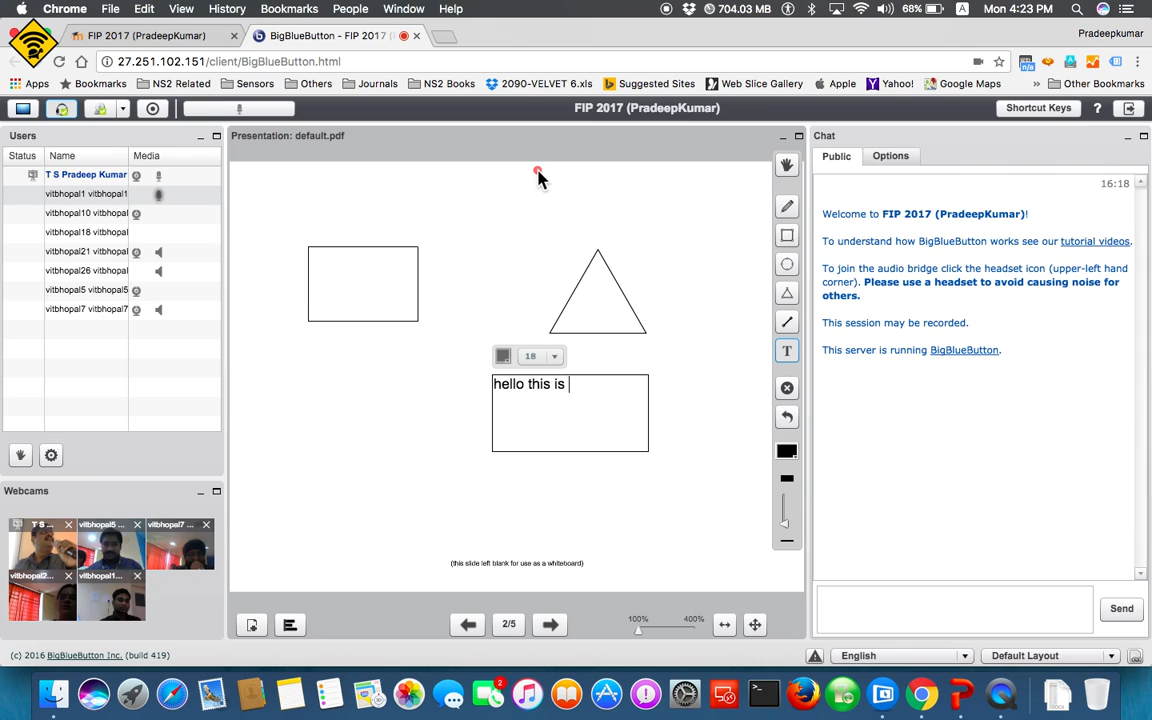 Chrome File Edit View History Bookmarks People Window Help 704.03 MB 68% A Mon 4:23 PM
FIP 2017 (PradeepKumar) BigBlueButton - FIP 2017 ( Pradeepkumar
27.251.102.151/client/BigBlueButton.html
Apps Bookmarks NS2 Related Sensors Others Journals NS2 Books 2090-VELVET 6.xls Suggested Sites Web Slice Gallery Apple Yahoo! Google Maps » Other Bookmarks
FIP 2017 (PradeepKumar) Shortcut Keys ?
Users
Status Name Media
T S Pradeep Kumar
vitbhopal1 vitbhopal1
vitbhopal10 vitbhopal
vitbhopal18 vitbhopal
vitbhopal21 vitbhopal
vitbhopal26 vitbhopal
vitbhopal5 vitbhopal5
vitbhopal7 vitbhopal7
Webcams
T S ... vitbhopal5 ... vitbhopal7 ...
vitbhopal2... vitbhopal1...
Presentation: default.pdf
18
hello this is
T
(this slide left blank for use as a whiteboard)
2/5 100% 400%
Chat
Public Options
16:18
Welcome to FIP 2017 (PradeepKumar)!
To understand how BigBlueButton works see our tutorial videos.
To join the audio bridge click the headset icon (upper-left hand
corner). Please use a headset to avoid causing noise for
others.
This session may be recorded.
This server is running BigBlueButton.
Send
(c) 2016 BigBlueButton Inc. (build 419) English Default Layout
2